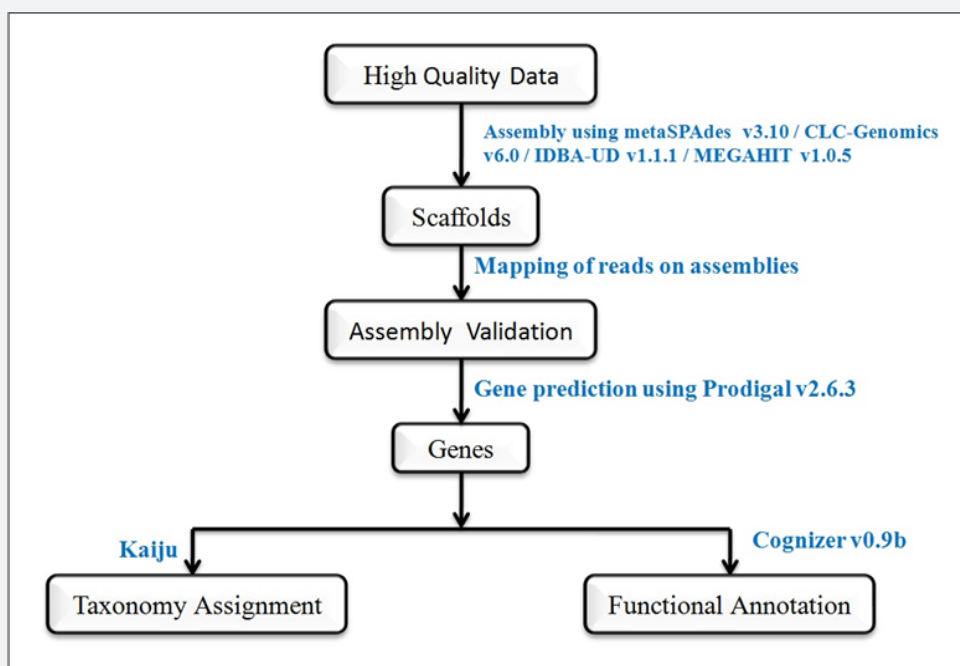 High Quality Data
Assembly using metaSPAdes v3.10 / CLC-Genomics
v6.0 / IDBA-UD v1.1.1 / MEGAHIT v1.0.5
Scaffolds
Mapping of reads on assemblies
Assembly Validation
Gene prediction using Prodigal v2.6.3
Genes
Kaiju
Cognizer v0.9b
Taxonomy Assignment
Functional Annotation